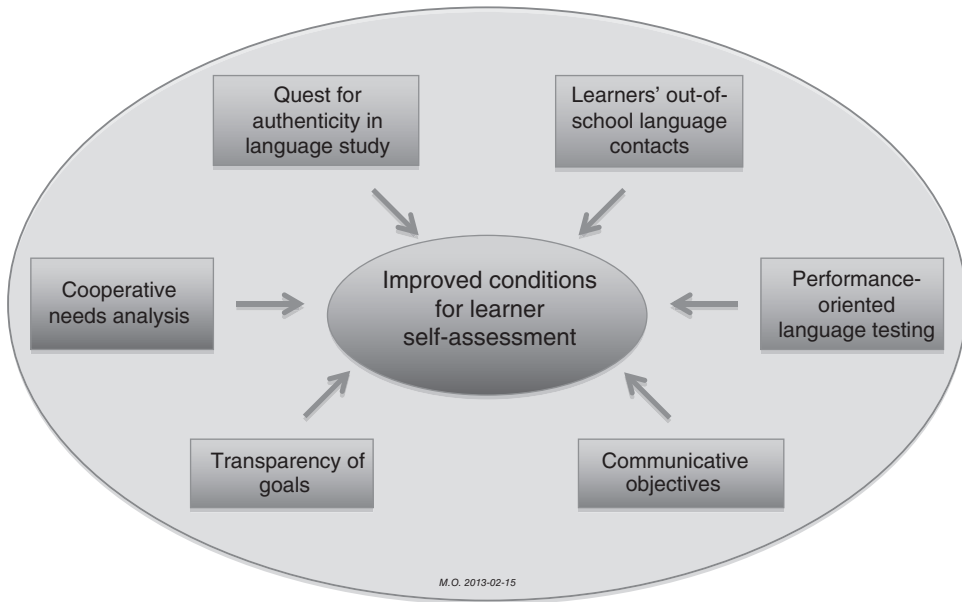 Quest for
authenticity in
language study
Learners' out-of-
school language
contacts
Cooperative
needs analysis
Improved conditions
for learner
self-assessment
Performance-
oriented
language testing
Transparency of
goals
Communicative
objectives
M.O. 2013-02-15